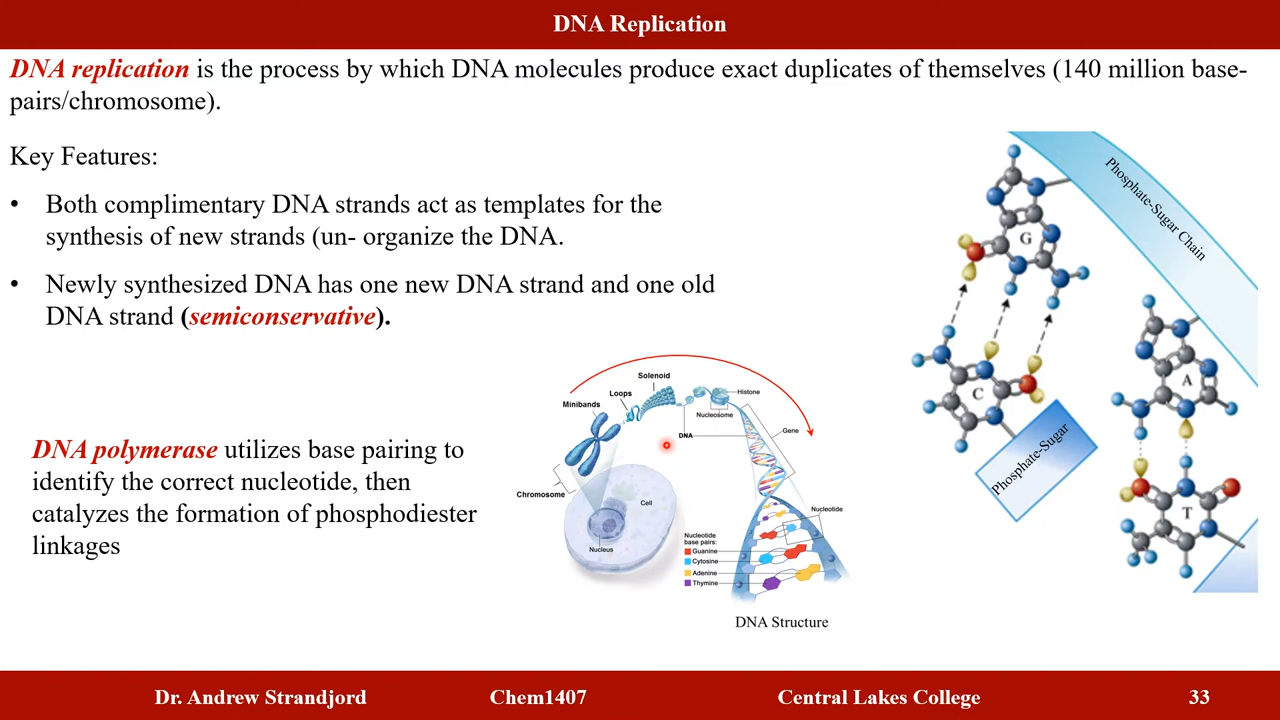 DNA Replication
DNA replication is the process by which DNA molecules produce exact duplicates of themselves (140 million base-
pairs/chromosome).
Key Features:
• Both complimentary DNA strands act as templates for the
synthesis of new strands (un- organize the DNA.
• Newly synthesized DNA has one new DNA strand and one old
DNA strand (semiconservative).
DNA polymerase utilizes base pairing to
identify the correct nucleotide, then
catalyzes the formation of phosphodiester
linkages
Solenoid
Loops
Minibands
Histone
Nucleosome
DNA
Gene
Chromosome
Cell
Nucleus
Nucleotide
Nucleotide
base pairs:
Guanine
Cytosine
Adenine
Thymine
DNA Structure
Phosphate-Sugar Chain
G
C
A
T
Phosphate-Sugar
Dr. Andrew Strandjord Chem1407 Central Lakes College 33